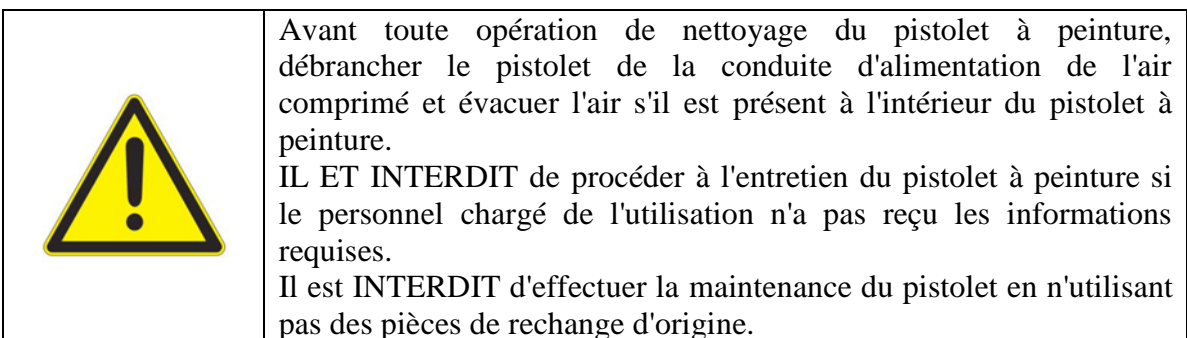 Avant toute opération de nettoyage du pistolet à peinture,
débrancher le pistolet de la conduite d'alimentation de l'air
comprimé et évacuer l'air s'il est présent à l'intérieur du pistolet à
peinture.
IL ET INTERDIT de procéder à l'entretien du pistolet à peinture si
le personnel chargé de l'utilisation n'a pas reçu les informations
requises.
Il est INTERDIT d'effectuer la maintenance du pistolet en n'utilisant
pas des pièces de rechange d'origine.